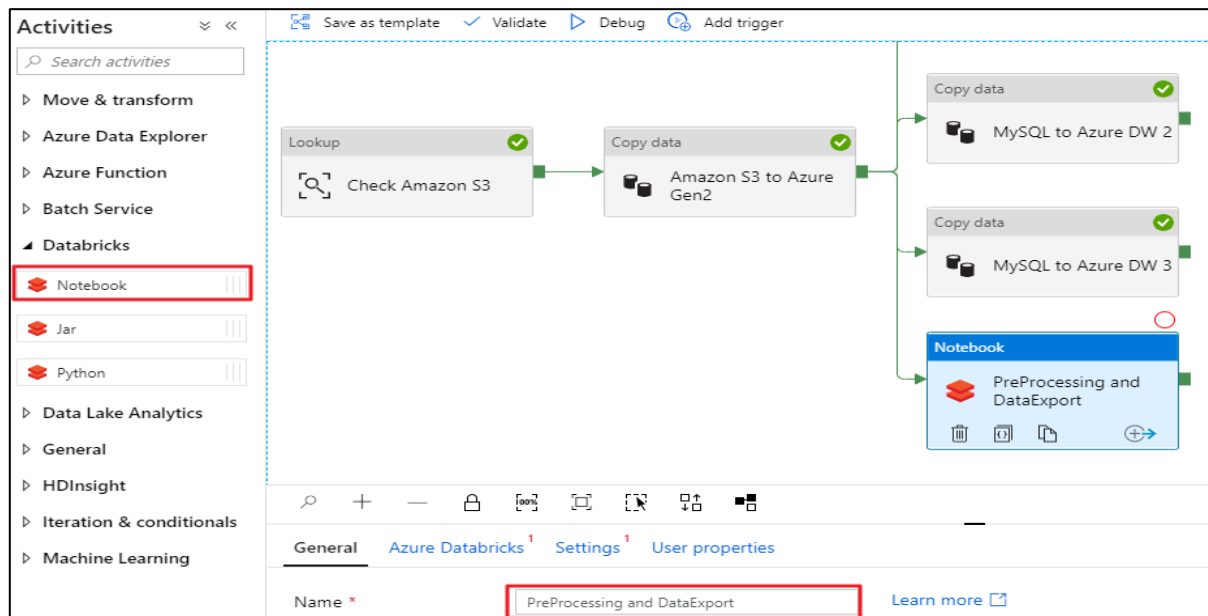 Activities
Search activities
Move & transform
Azure Data Explorer
Azure Function
Batch Service
Databricks
Notebook
Jar
Python
Data Lake Analytics
General
HDInsight
Iteration & conditionals
Machine Learning
Save as template Validate Debug Add trigger
Lookup
Check Amazon S3
Copy data
Amazon S3 to Azure
Gen2
Copy data
MySQL to Azure DW 2
Copy data
MySQL to Azure DW 3
Notebook
PreProcessing and
DataExport
100%
General Azure Databricks 1 Settings 1 User properties
Name * PreProcessing and DataExport Learn more